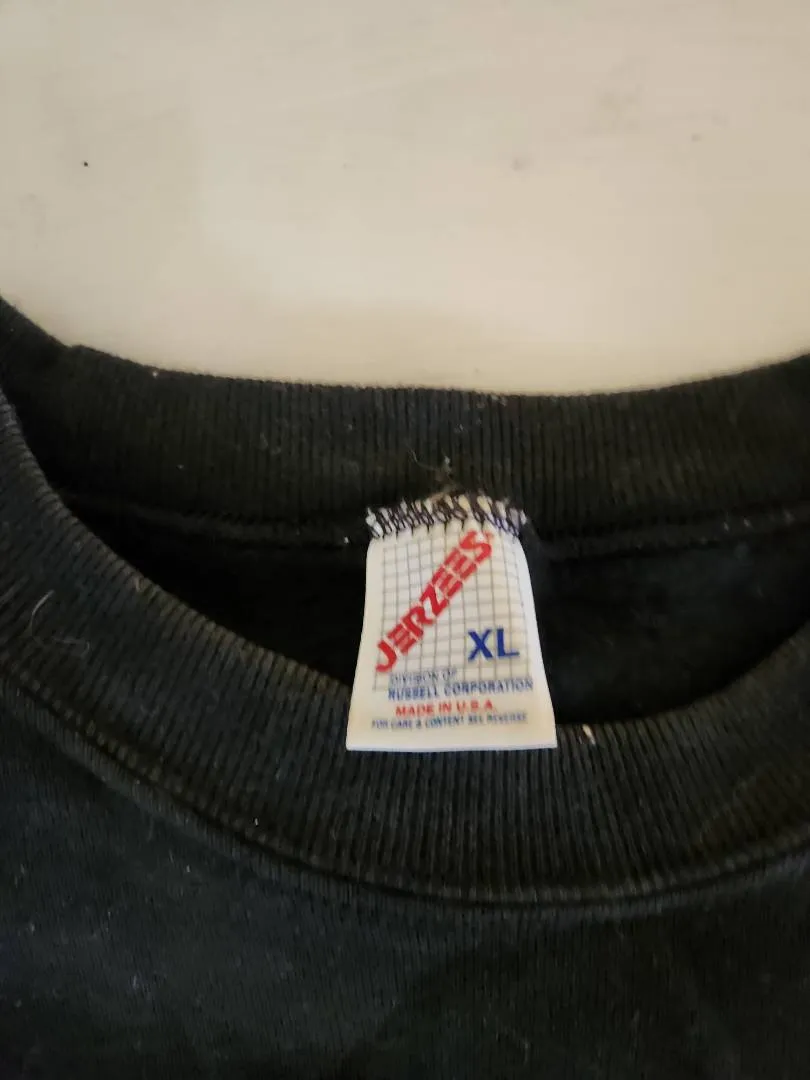 JERZEES
XL
DIVISION OF
RUSSELL CORPORATION
MADE IN U.S.A.
FOR CARE & CONTENT SEE REVERSE